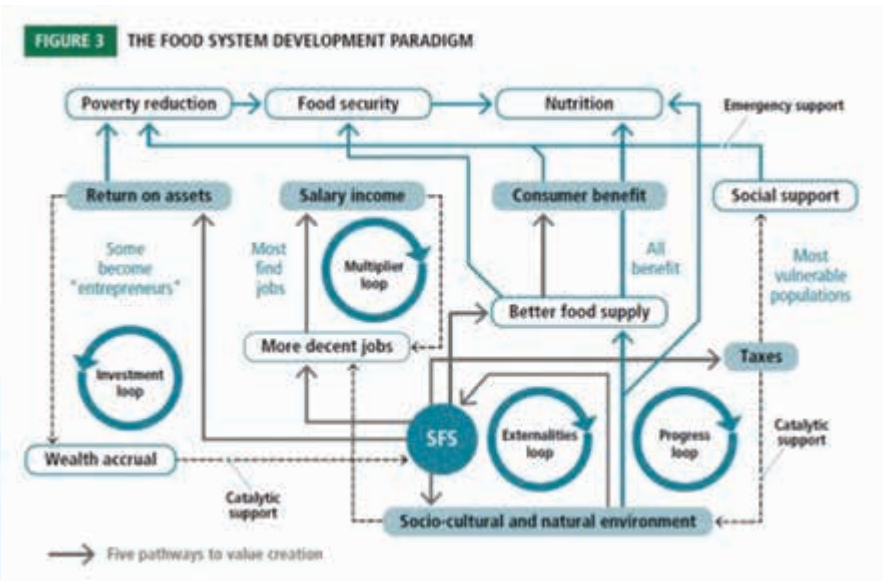 FIGURE 3 THE FOOD SYSTEM DEVELOPMENT PARADIGM
Poverty reduction
Food security
Nutrition
Emergency support
Return on assets
Salary income
Consumer benefit
Social support
Some
become
"entrepreneurs"
Most
find
jobs
Multiplier
loop
All
benefit
Most
vulnerable
populations
Better food supply
More decent jobs
Taxes
Investment
loop
SFS
Externalities
loop
Progress
loop
Catalytic
support
Wealth accrual
Catalytic
support
Socio-cultural and natural environment
Five pathways to value creation